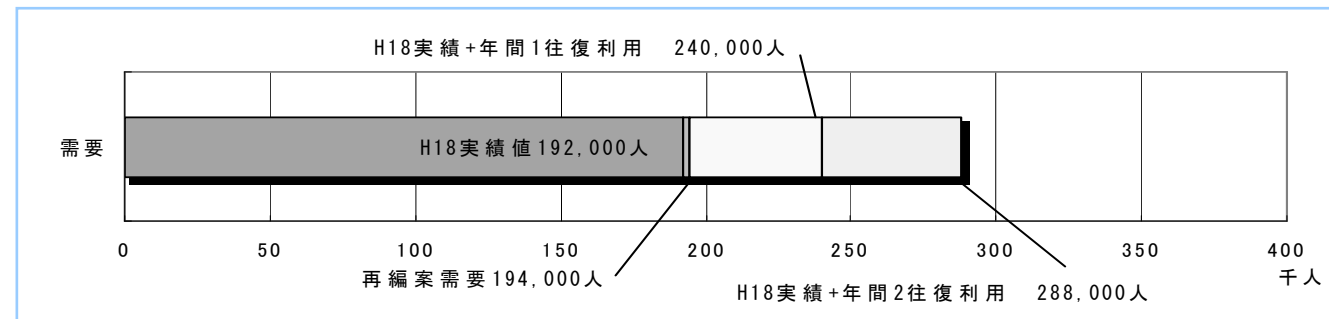 H18実績+年間1往復利用 240,000人
需要
H18実績値192,000人
0 50 100 150 200 250 300 350 400
再編案需要194,000人
千人
H18実績+年間2往復利用 288,000人